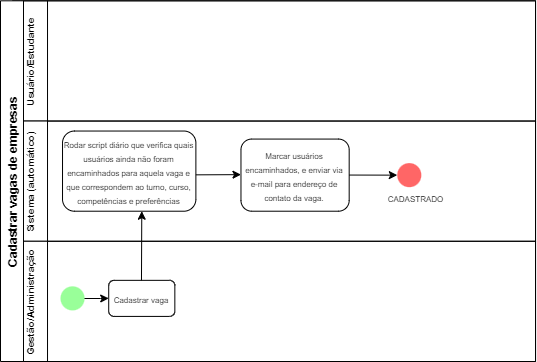 Cadastrar vagas de empresas
Usuário/Estudante
Sistema (automático)
Rodar script diário que verifica quais
usuários ainda não foram
encaminhados para aquela vaga e
que correspondem ao turno, curso,
competências e preferências
Marcar usuários
encaminhados, e enviar via
e-mail para endereço de
contato da vaga.
CADASTRADO
Gestão/Administração
Cadastrar vaga